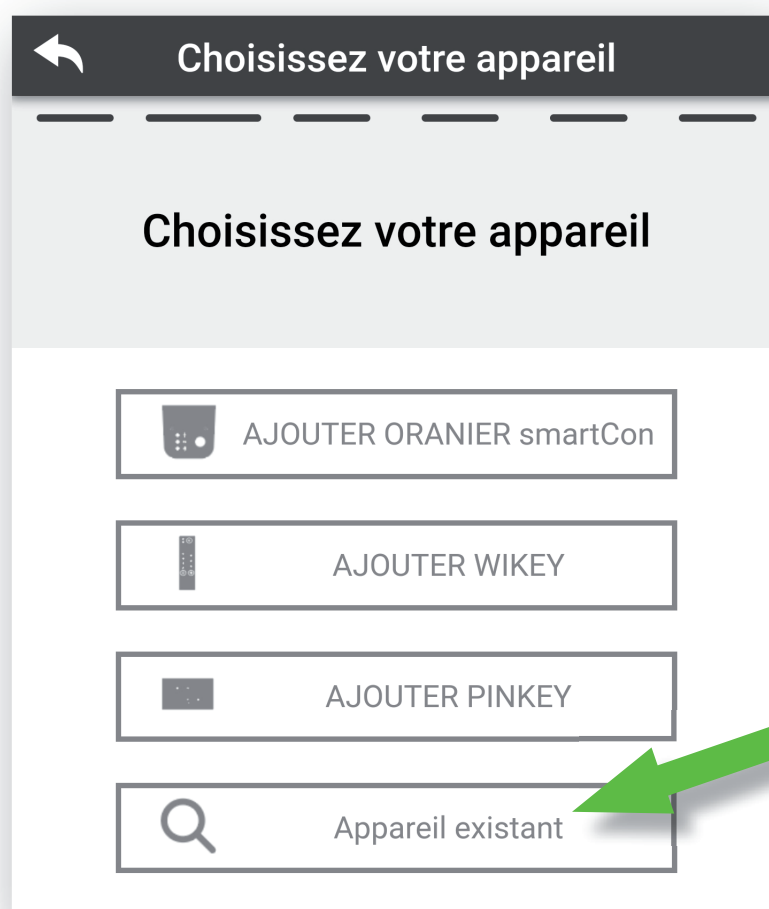 Choisissez votre appareil
Choisissez votre appareil
AJOUTER ORANIER smartCon
AJOUTER WIKEY
AJOUTER PINKEY
Appareil existant